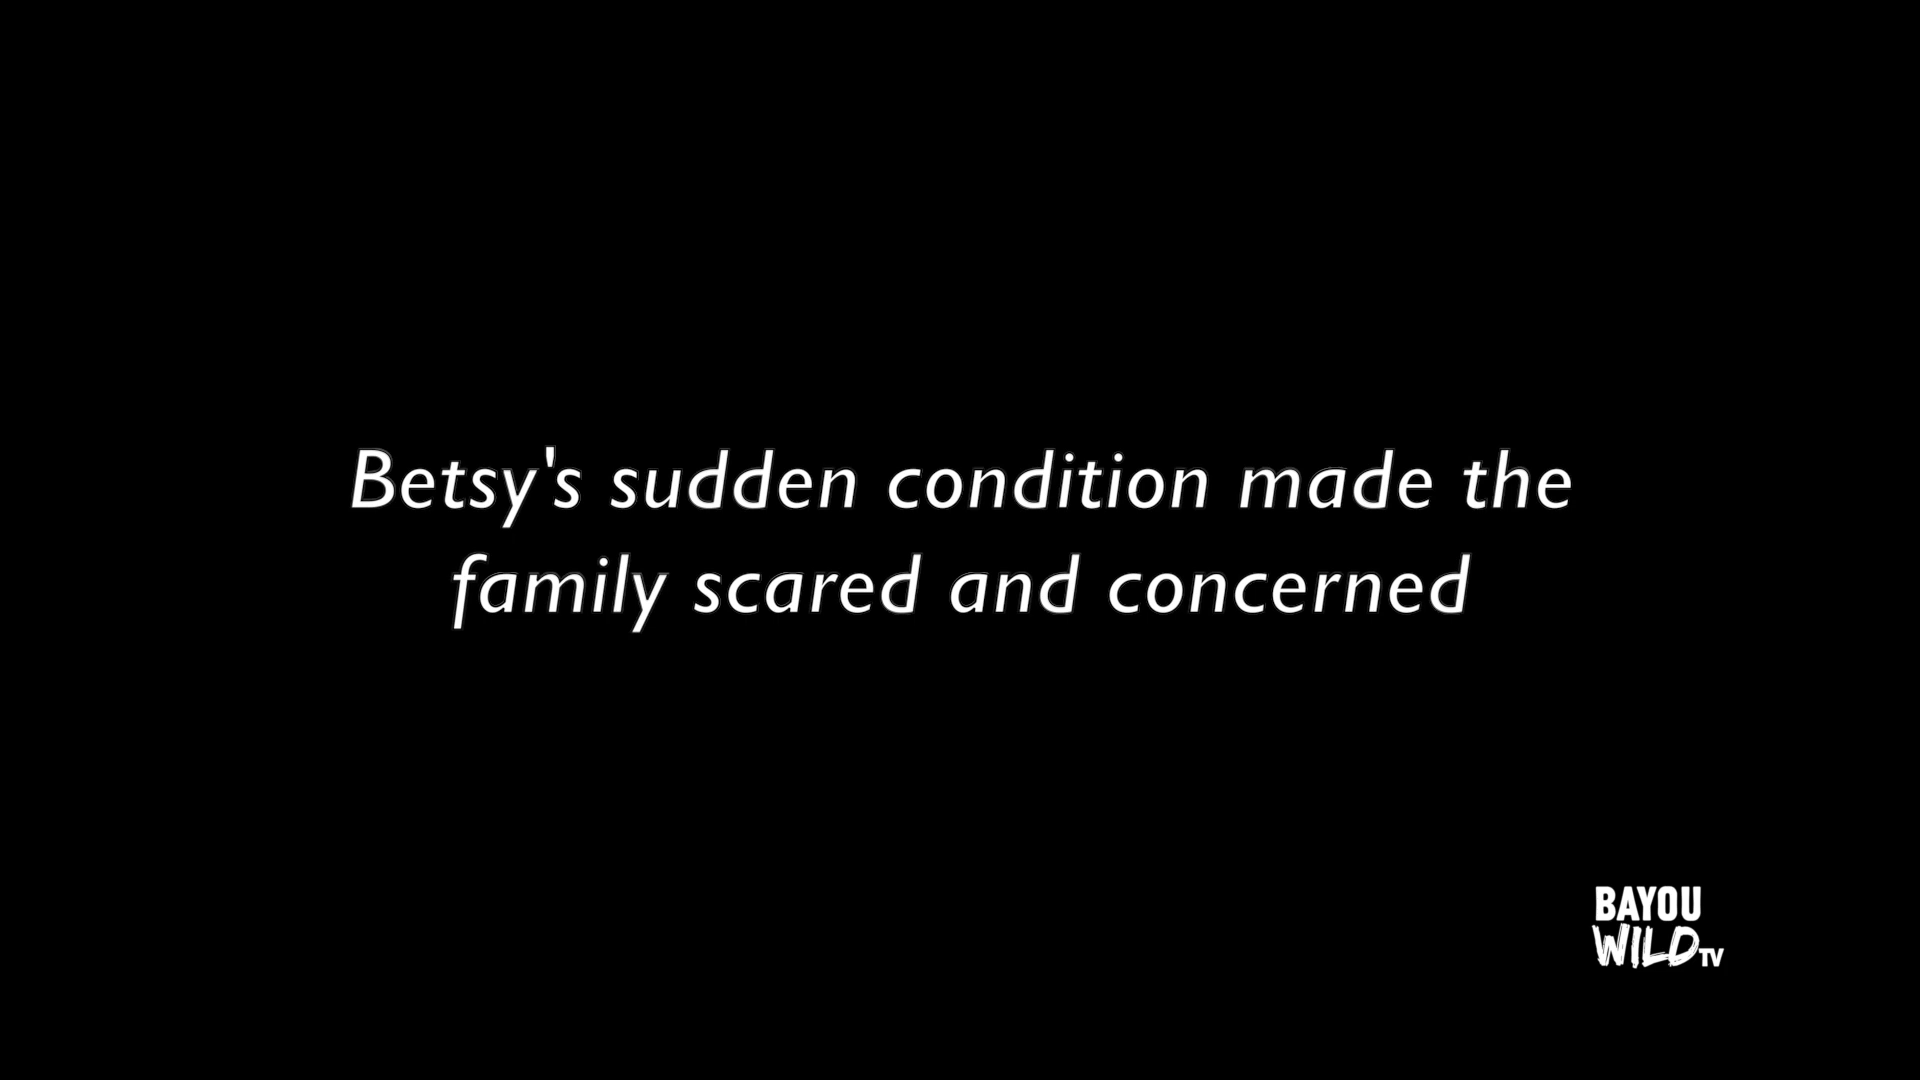 Betsy's sudden condition made the
family scared and concerned
BAYOU
WILD TV